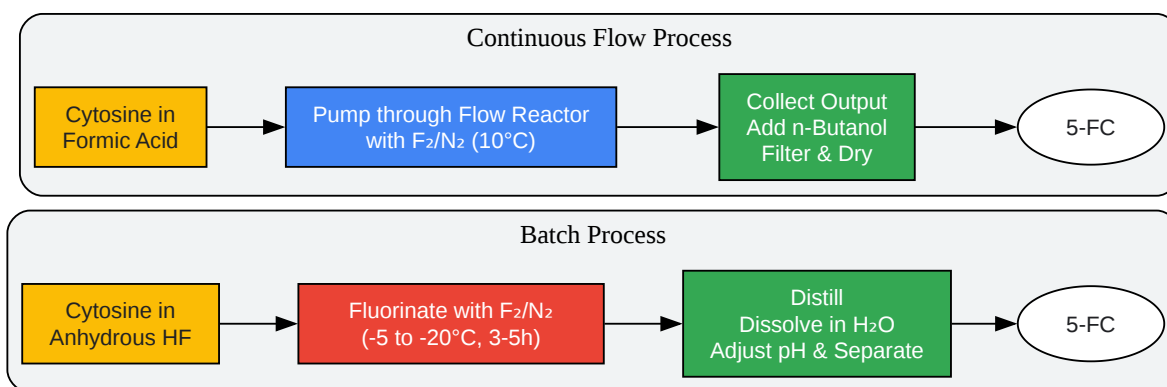 Continuous Flow Process
Cytosine in
Formic Acid
Pump through Flow Reactor
with F₂/N₂ (10°C)
Collect Output
Add n-Butanol
Filter & Dry
5-FC
Batch Process
Cytosine in
Anhydrous HF
Fluorinate with F₂/N₂
(-5 to -20°C, 3-5h)
Distill
Dissolve in H₂O
Adjust pH & Separate
5-FC